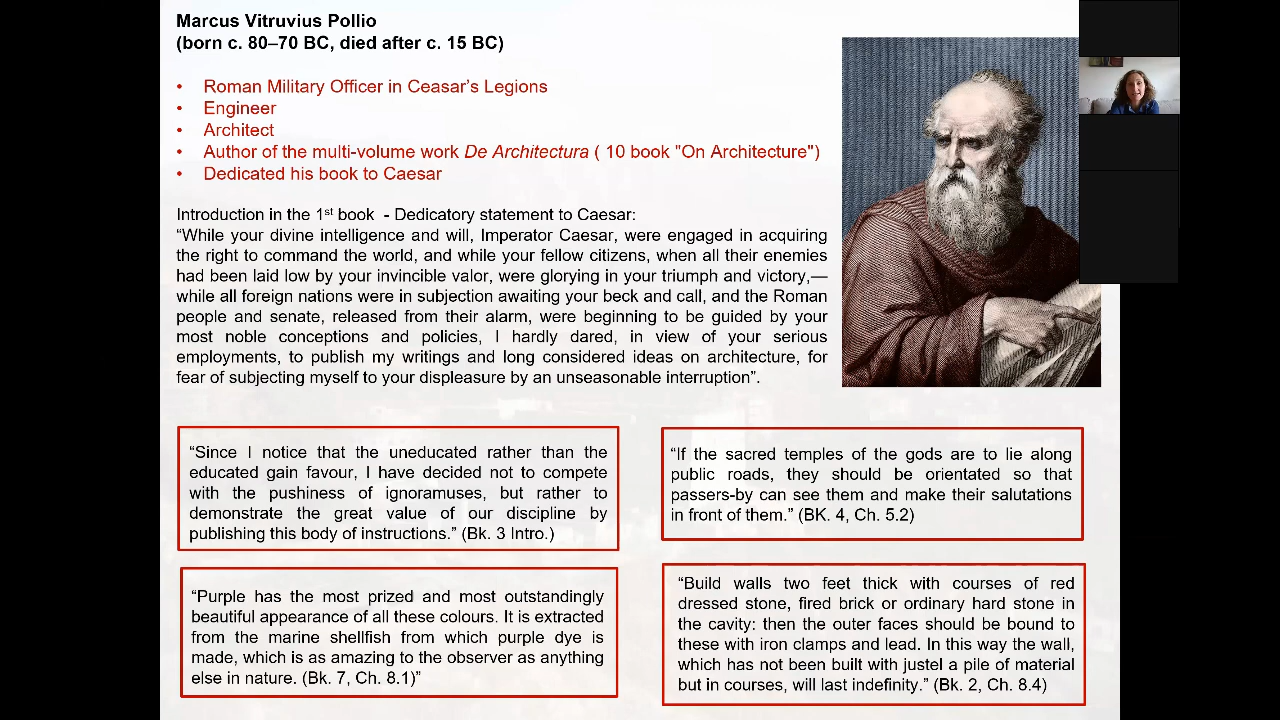 Marcus Vitruvius Pollio
(born c. 80–70 BC, died after c. 15 BC)
• Roman Military Officer in Ceasar’s Legions
• Engineer
• Architect
• Author of the multi-volume work De Architectura ( 10 book "On Architecture")
• Dedicated his book to Caesar
Introduction in the 1st book - Dedicatory statement to Caesar:
“While your divine intelligence and will, Imperator Caesar, were engaged in acquiring
the right to command the world, and while your fellow citizens, when all their enemies
had been laid low by your invincible valor, were glorying in your triumph and victory,—
while all foreign nations were in subjection awaiting your beck and call, and the Roman
people and senate, released from their alarm, were beginning to be guided by your
most noble conceptions and policies, I hardly dared, in view of your serious
employments, to publish my writings and long considered ideas on architecture, for
fear of subjecting myself to your displeasure by an unseasonable interruption”.
“Since I notice that the uneducated rather than the
educated gain favour, I have decided not to compete
with the pushiness of ignoramuses, but rather to
demonstrate the great value of our discipline by
publishing this body of instructions.” (Bk. 3 Intro.)
“If the sacred temples of the gods are to lie along
public roads, they should be orientated so that
passers-by can see them and make their salutations
in front of them.” (BK. 4, Ch. 5.2)
“Purple has the most prized and most outstandingly
beautiful appearance of all these colours. It is extracted
from the marine shellfish from which purple dye is
made, which is as amazing to the observer as anything
else in nature. (Bk. 7, Ch. 8.1)”
“Build walls two feet thick with courses of red
dressed stone, fired brick or ordinary hard stone in
the cavity: then the outer faces should be bound to
these with iron clamps and lead. In this way the wall,
which has not been built with justel a pile of material
but in courses, will last indefinity.” (Bk. 2, Ch. 8.4)